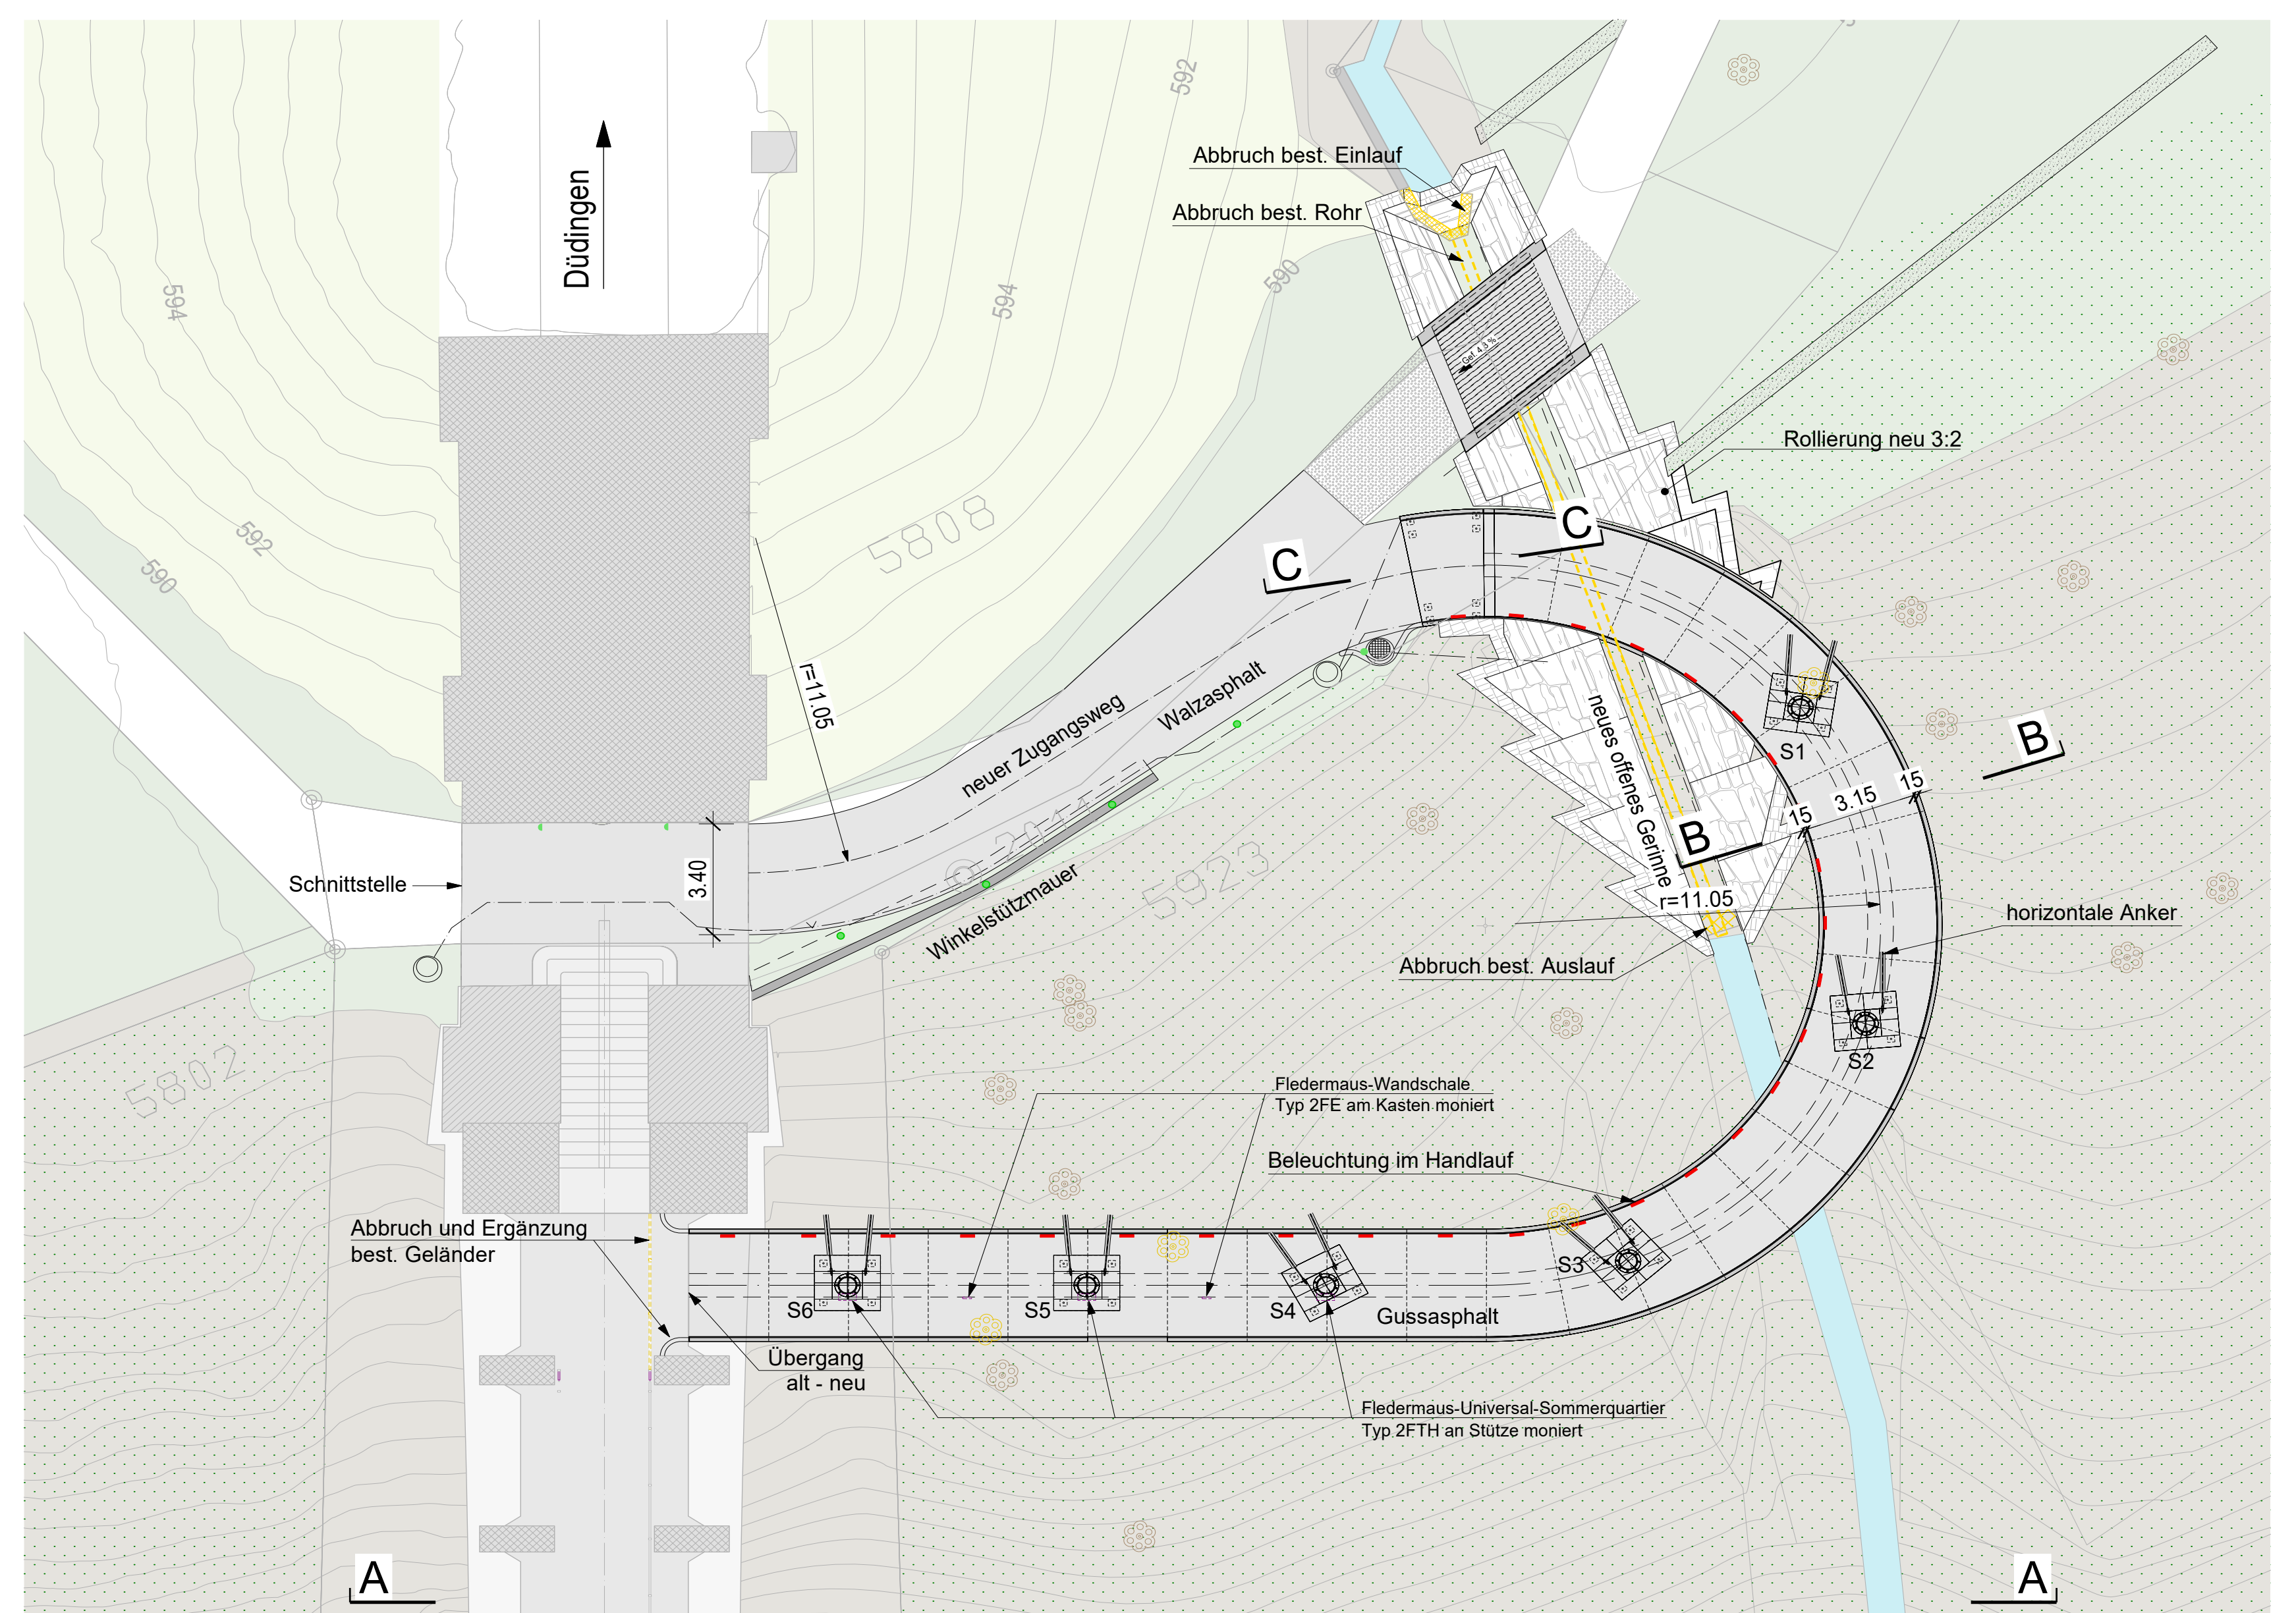 592
Düdingen
Abbruch best. Einlauf
Abbruch best. Rohr
594
594
590
Gef. 4.3 %
592
590
5808
Rollierung neu 3:2
C
C
r=11.05
neuer Zugangsweg
Walzasphalt
neues offenes Gerinne
S1
B
15
3.15
15
B
3.40
Schnittstelle
Winkelstützmauer
5923
r=11.05
horizontale Anker
Abbruch best. Auslauf
5802
S2
Fledermaus-Wandschale
Typ 2FE am Kasten moniert
Beleuchtung im Handlauf
Abbruch und Ergänzung
best. Geländer
S3
S6
S5
S4
Gussasphalt
Übergang
alt - neu
Fledermaus-Universal-Sommerquartier
Typ 2FTH an Stütze moniert
A
A